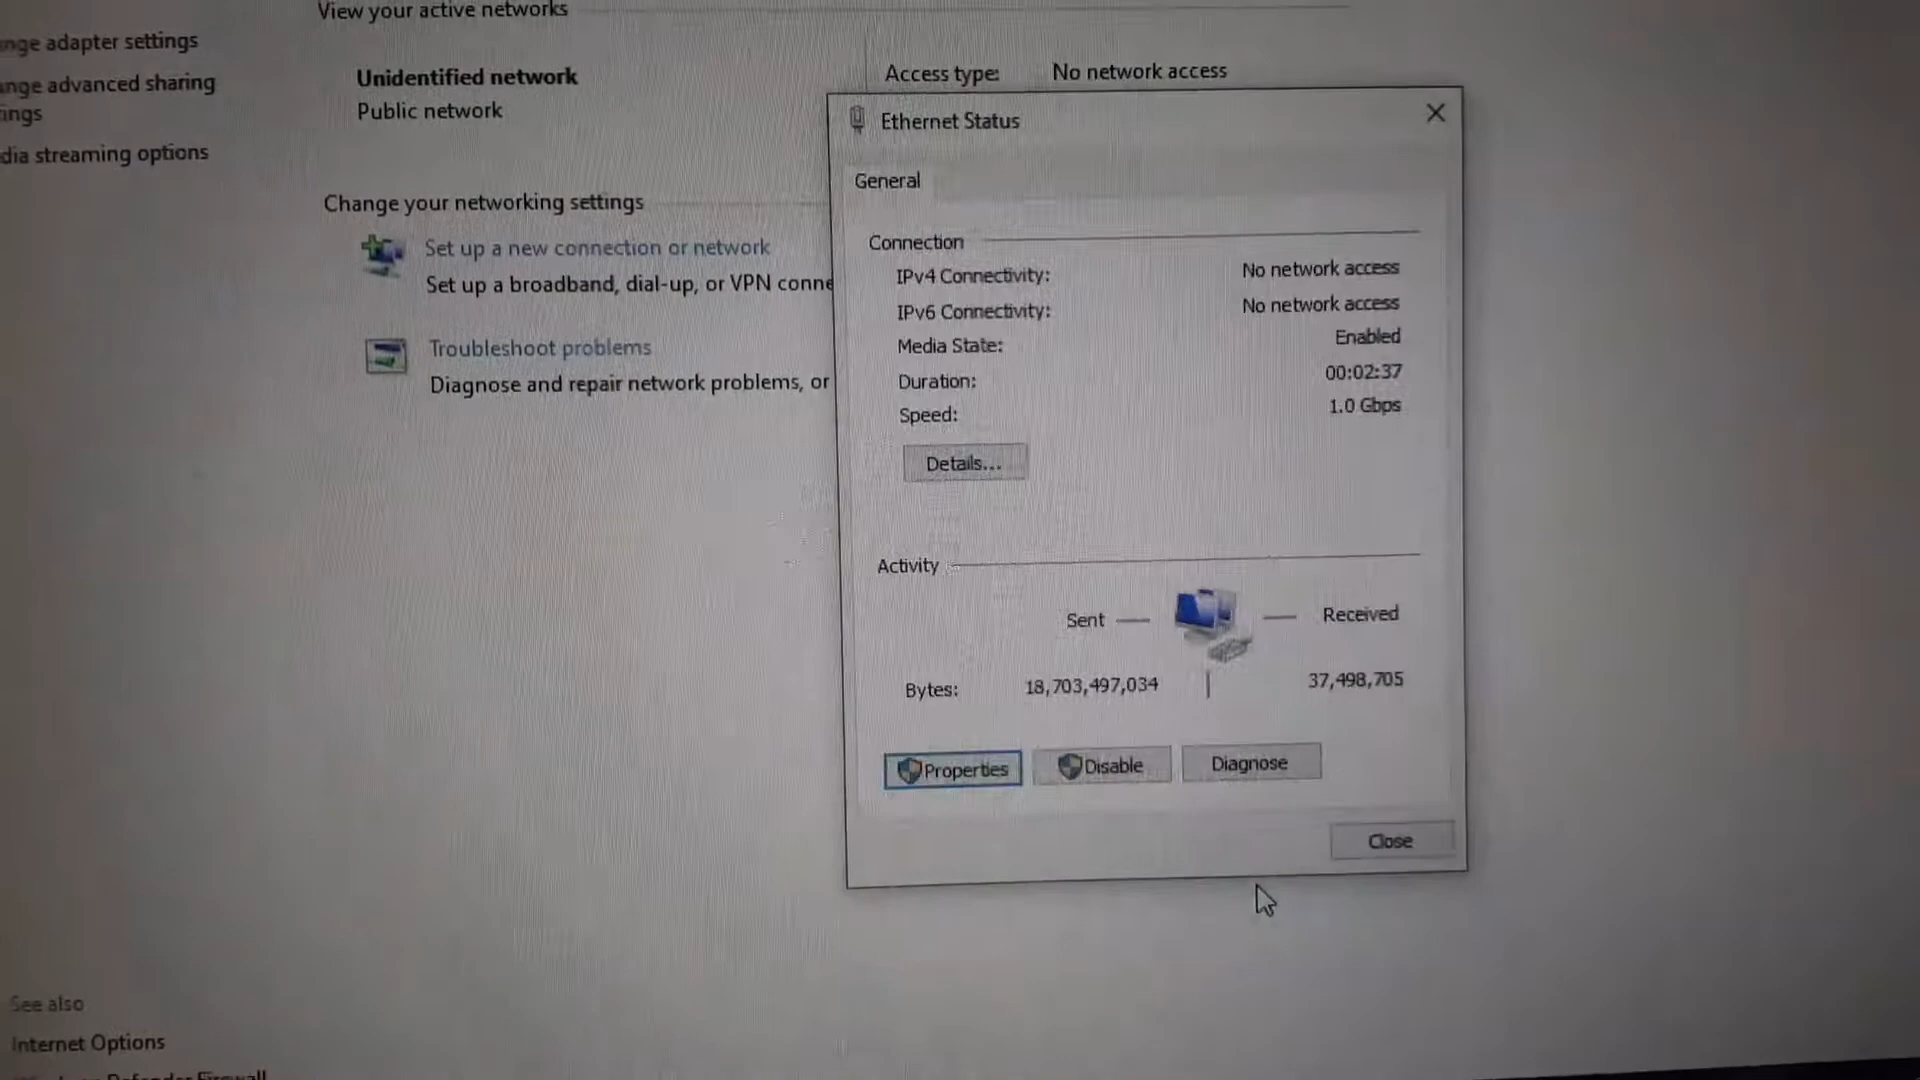 View your active networks
nge adapter settings
nge advanced sharing
ings
dia streaming options
Unidentified network
Public network
Access type:
No network access
Change your networking settings
Set up a new connection or network
Set up a broadband, dial-up, or VPN conne
Troubleshoot problems
Diagnose and repair network problems, or
Ethernet Status
General
Connection
IPv4 Connectivity:
No network access
IPv6 Connectivity:
No network access
Media State:
Enabled
Duration:
00:02:37
Speed:
1.0 Gbps
Details...
Activity
Sent
Received
Bytes:
18,703,497,034
37,498,705
Properties
Disable
Diagnose
Close
See also
Internet Options
Defender Firewall